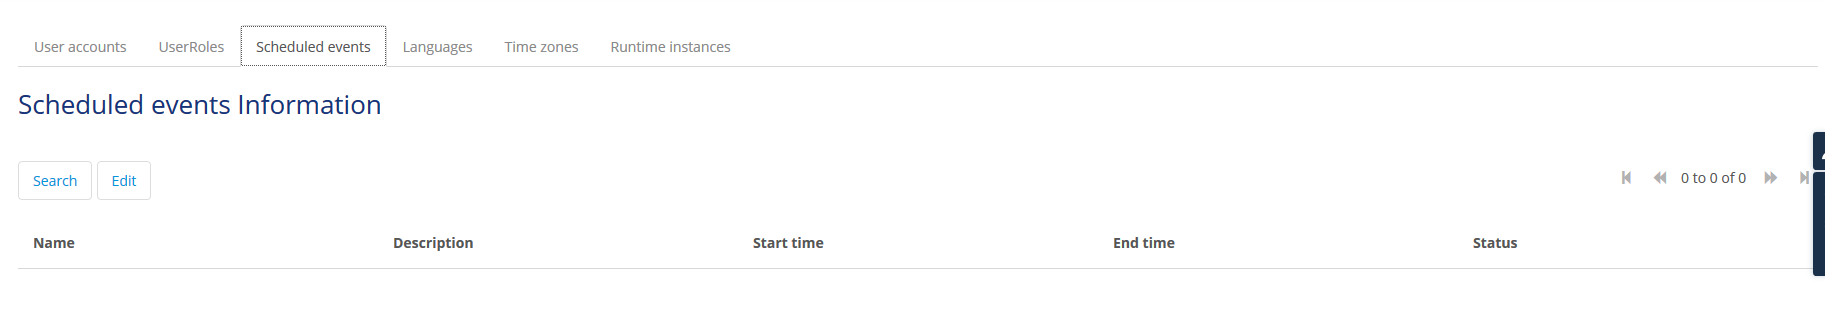 User accounts UserRoles Scheduled events Languages Time zones Runtime instances
Scheduled events Information
Search Edit 0 to 0 of 0
Name Description Start time End time Status